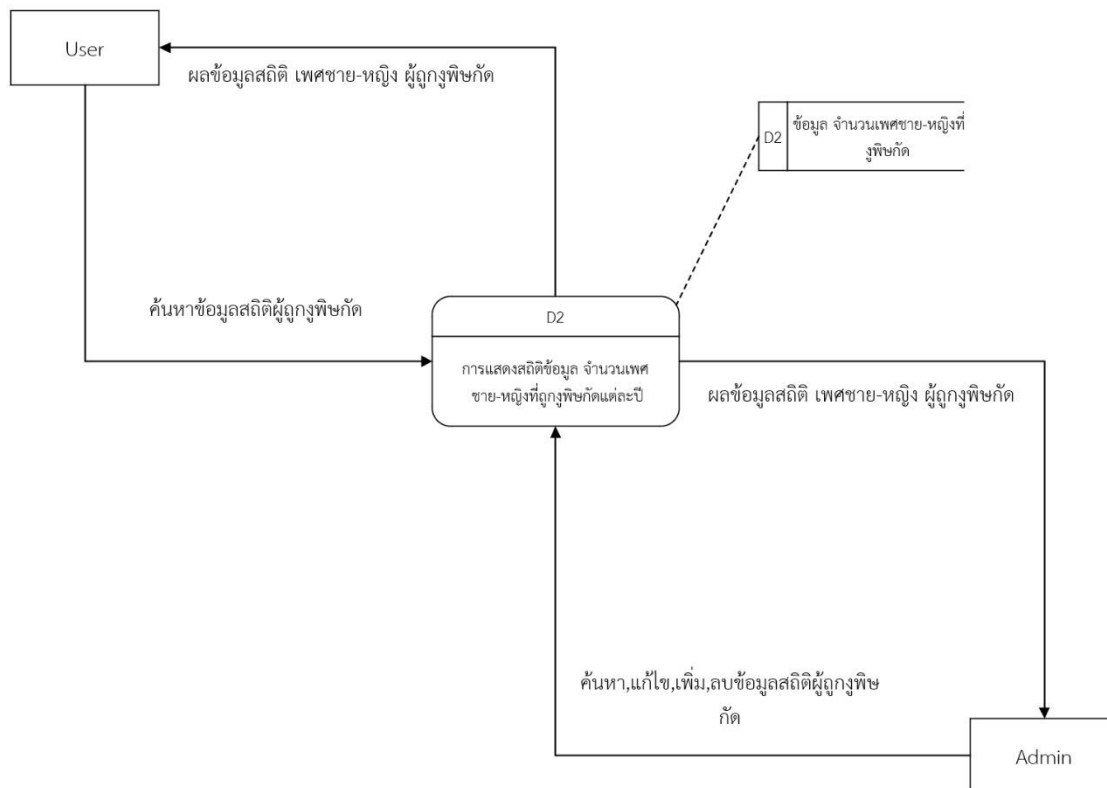 User
ผลข้อมูลสถิติ เพศชาย-หญิง ผู้ถูกงูพิษกัด
D2
ข้อมูล จำนวนเพศชาย-หญิงที่
งูพิษกัด
ค้นหาข้อมูลสถิติผู้ถูกงูพิษกัด
D2
การแสดงสถิติข้อมูล จำนวนเพศ
ชาย-หญิงที่ถูกงูพิษกัดแต่ละปี
ผลข้อมูลสถิติ เพศชาย-หญิง ผู้ถูกงูพิษกัด
ค้นหา,แก้ไข,เพิ่ม,ลบข้อมูลสถิติผู้ถูกงูพิษ
กัด
Admin